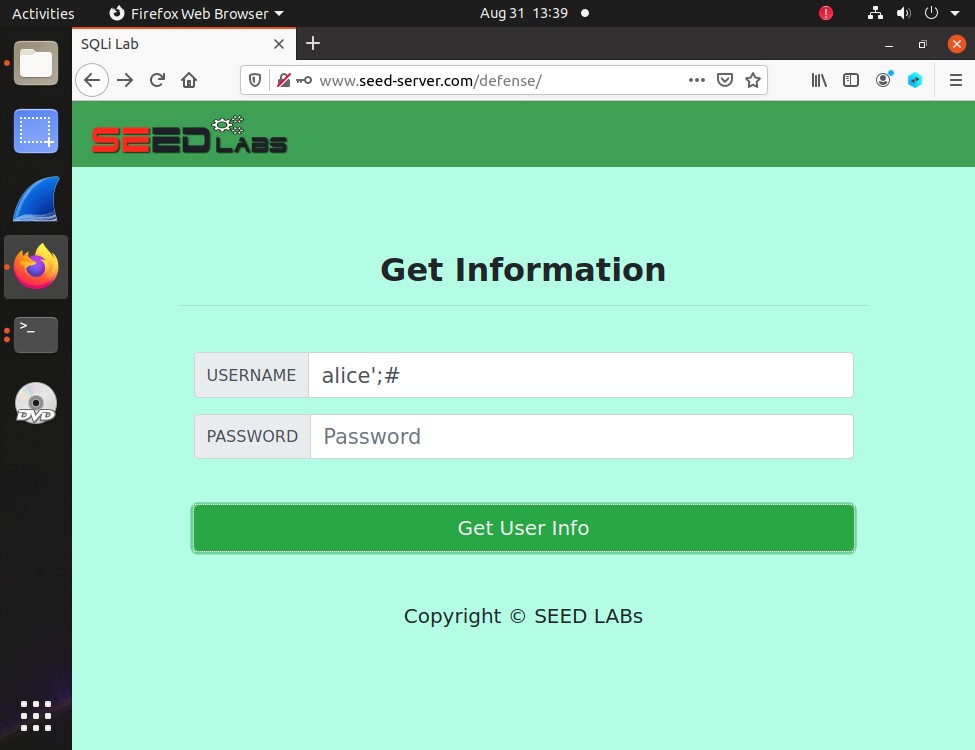 Activities Firefox Web Browser Aug 31 13:39
SQLi Lab
www.seed-server.com/defense/
SEED LABS
Get Information
USERNAME alice';#
PASSWORD Password
Get User Info
Copyright © SEED LABs
DVD